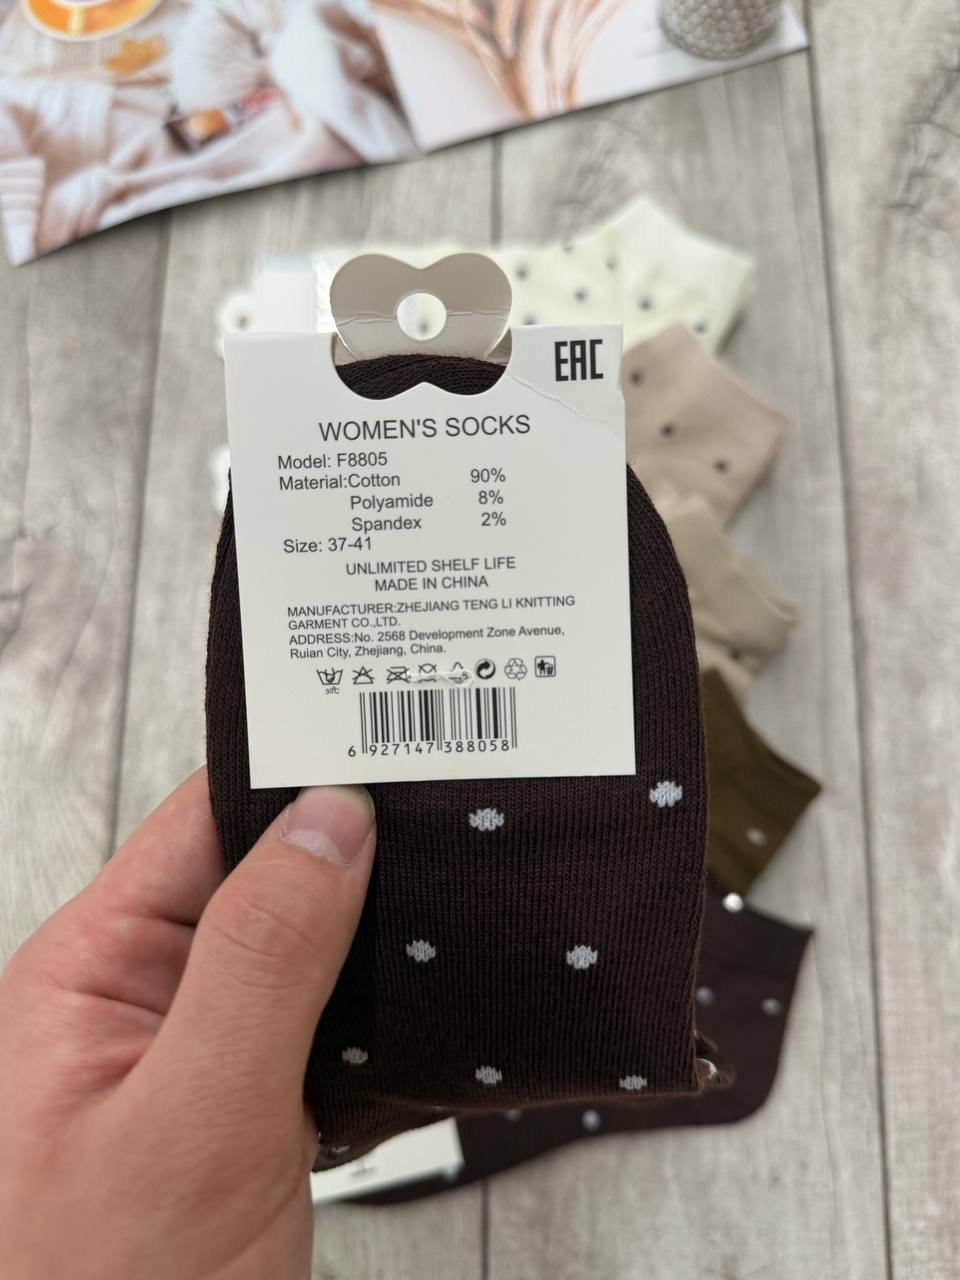 EAC
WOMEN'S SOCKS
Model: F8805
Material:Cotton 90%
Polyamide 8%
Spandex 2%
Size: 37-41
UNLIMITED SHELF LIFE
MADE IN CHINA
MANUFACTURER:ZHEJIANG TENG LI KNITTING
GARMENT CO.,LTD.
ADDRESS:No. 2568 Development Zone Avenue,
Ruian City, Zhejiang, China.
30℃
6 927147 388058